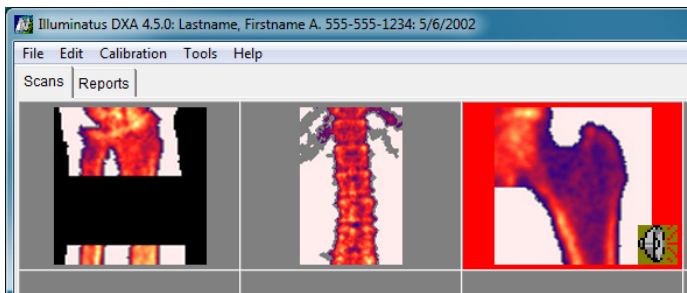 Illuminatus DXA 4.5.0: Lastname, Firstname A. 555-555-1234: 5/6/2002
File Edit Calibration Tools Help
Scans Reports